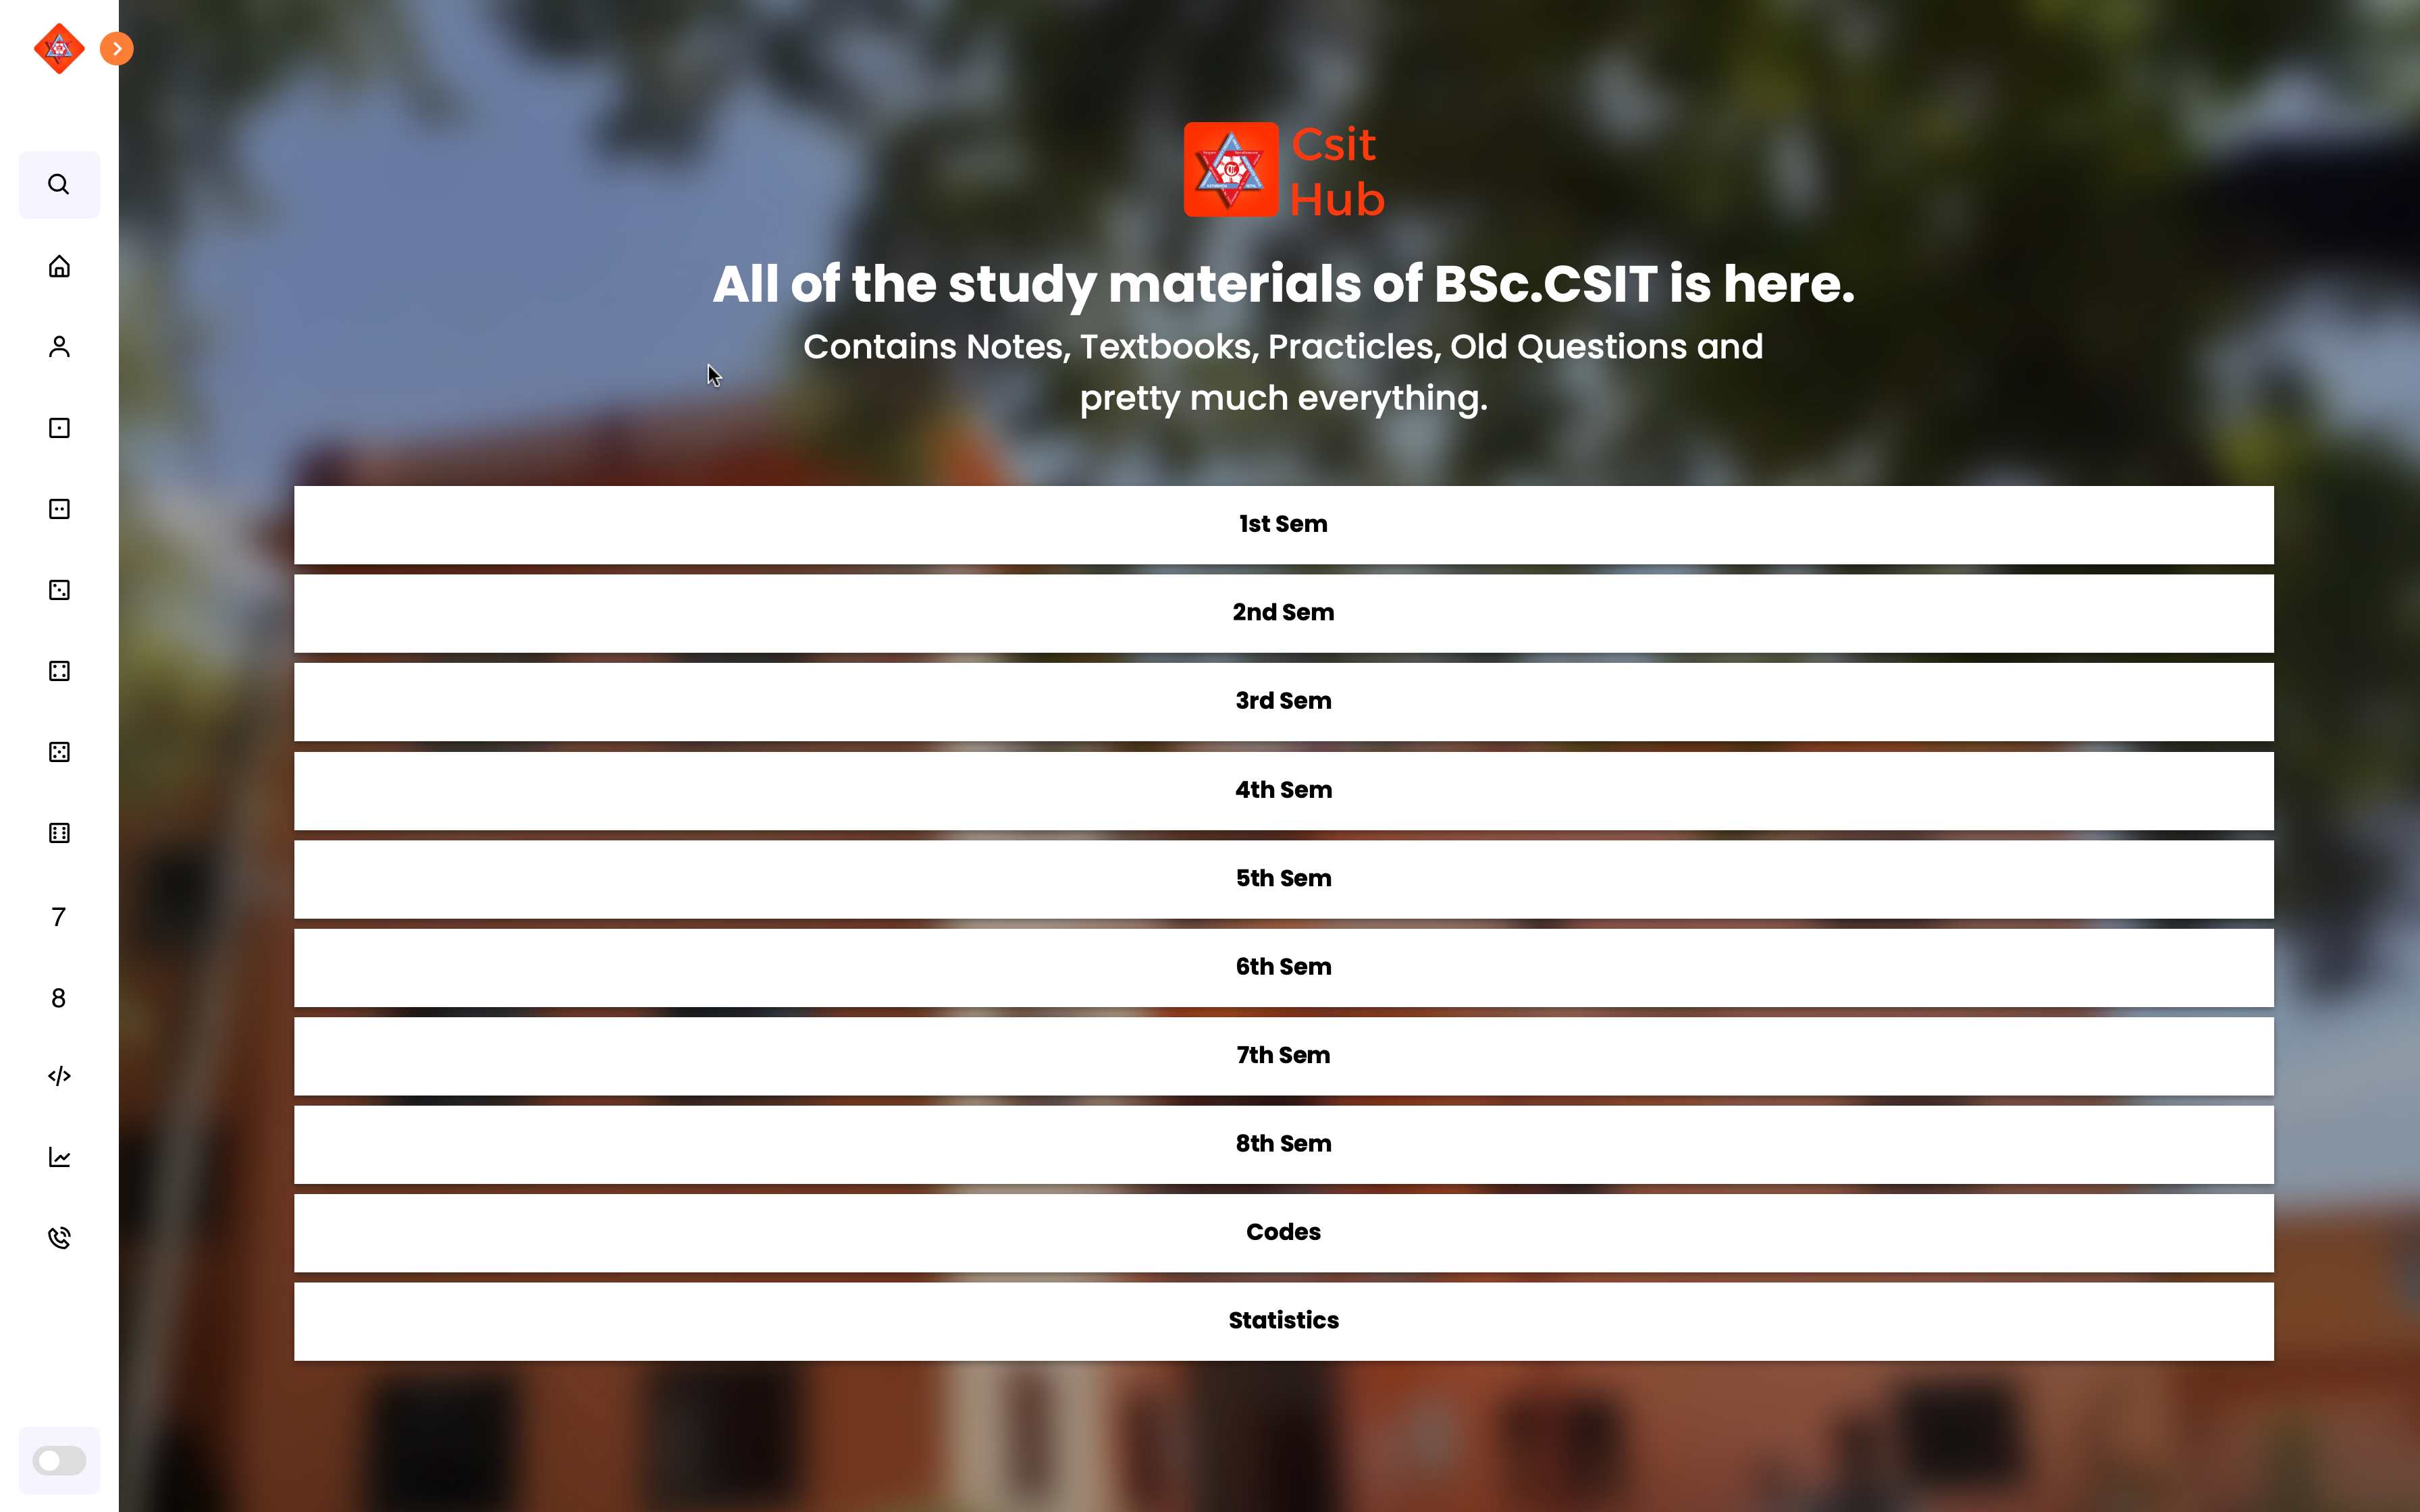 Csit
Hub
All of the study materials of BSc.CSIT is here.
Contains Notes, Textbooks, Practicles, Old Questions and
pretty much everything.
1st Sem
2nd Sem
3rd Sem
4th Sem
5th Sem
6th Sem
7th Sem
8th Sem
Codes
Statistics
7
8